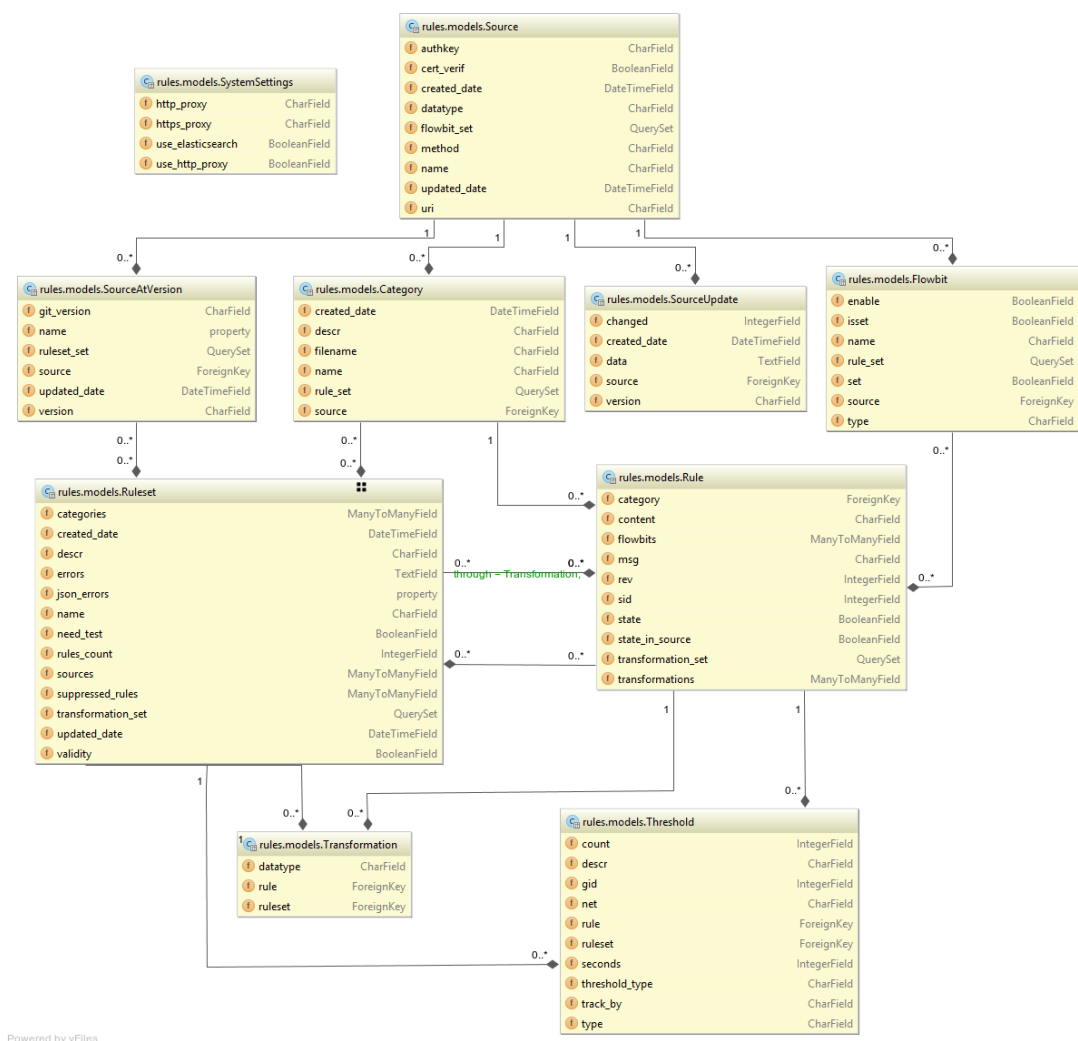 rules.models.Source
authkey CharField
cert_verif BooleanField
created_date DateTimeField
datatype CharField
flowbit_set QuerySet
method CharField
name CharField
updated_date DateTimeField
uri CharField
rules.models.SystemSettings
http_proxy CharField
https_proxy CharField
use_elasticsearch BooleanField
use_http_proxy BooleanField
1
1
1
1
0..*
0..*
0..*
0..*
rules.models.SourceAtVersion
git_version CharField
name property
ruleset_set QuerySet
source ForeignKey
updated_date DateTimeField
version CharField
rules.models.Category
created_date DateTimeField
descr CharField
filename CharField
name CharField
rule_set QuerySet
source ForeignKey
rules.models.SourceUpdate
changed IntegerField
created_date DateTimeField
data TextField
source ForeignKey
version CharField
rules.models.Flowbit
enable BooleanField
isset BooleanField
name CharField
rule_set QuerySet
set BooleanField
source ForeignKey
type CharField
0..*
0..*
0..*
0..*
1
0..*
0..*
0..*
rules.models.Ruleset
categories ManyToManyField
created_date DateTimeField
descr CharField
errors TextField
json_errors property
name CharField
need_test BooleanField
rules_count IntegerField
sources ManyToManyField
suppressed_rules ManyToManyField
transformation_set QuerySet
updated_date DateTimeField
validity BooleanField
0..*
0..*
through = Transformation;
0..*
0..*
rules.models.Rule
category ForeignKey
content CharField
flowbits ManyToManyField
msg CharField
rev IntegerField
sid IntegerField
state BooleanField
state_in_source BooleanField
transformation_set QuerySet
transformations ManyToManyField
1
1
1
0..*
0..*
0..*
1
rules.models.Transformation
datatype CharField
rule ForeignKey
ruleset ForeignKey
0..*
rules.models.Threshold
count IntegerField
descr CharField
gid IntegerField
net CharField
rule ForeignKey
ruleset ForeignKey
seconds IntegerField
threshold_type CharField
track_by CharField
type CharField
Powered by yFiles